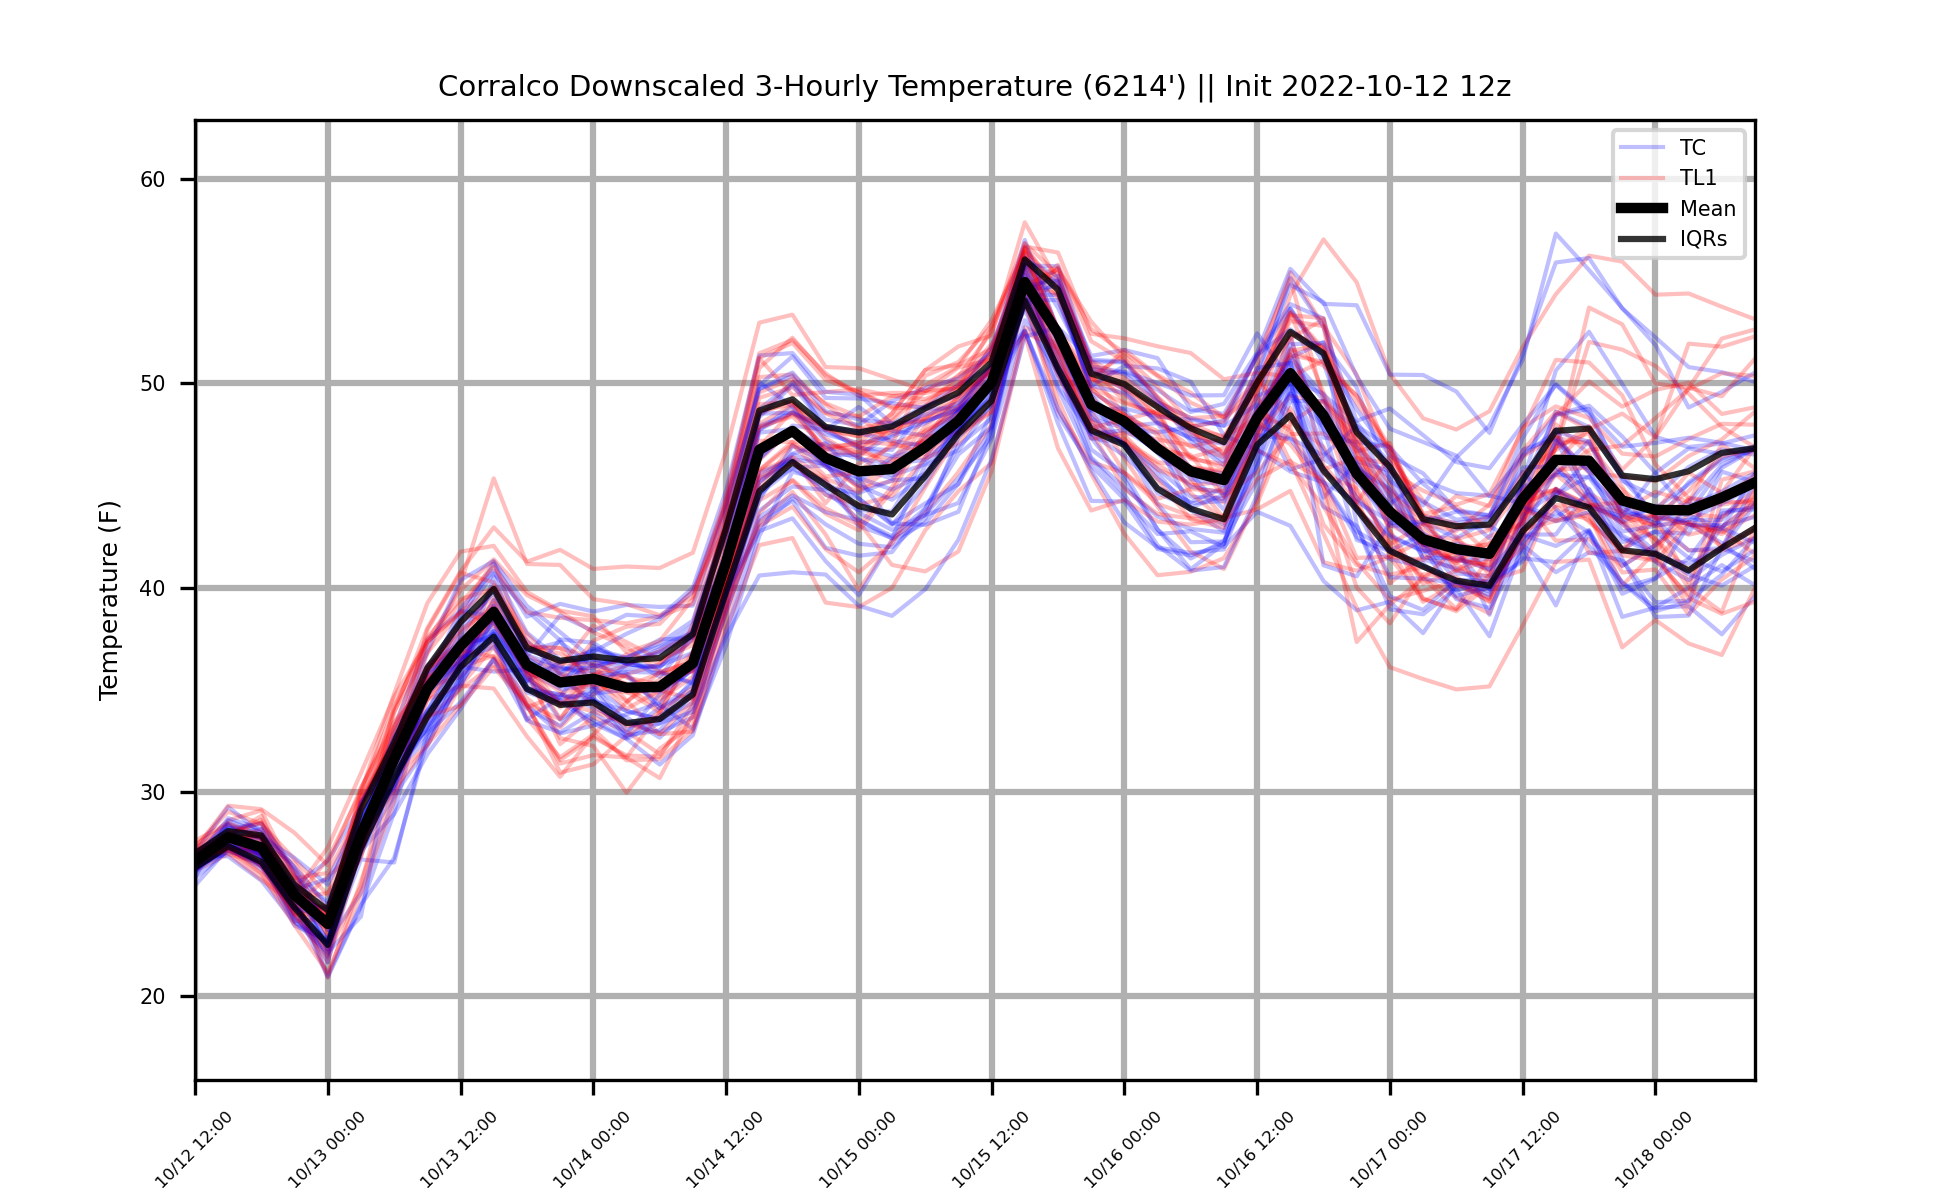 Corralco Downscaled 3-Hourly Temperature (6214') || Init 2022-10-12 12z
TC
TL1
Mean
IQRs
Temperature (F)
60
50
40
30
20
10/12 12:00
10/13 00:00
10/13 12:00
10/14 00:00
10/14 12:00
10/15 00:00
10/15 12:00
10/16 00:00
10/16 12:00
10/17 00:00
10/17 12:00
10/18 00:00